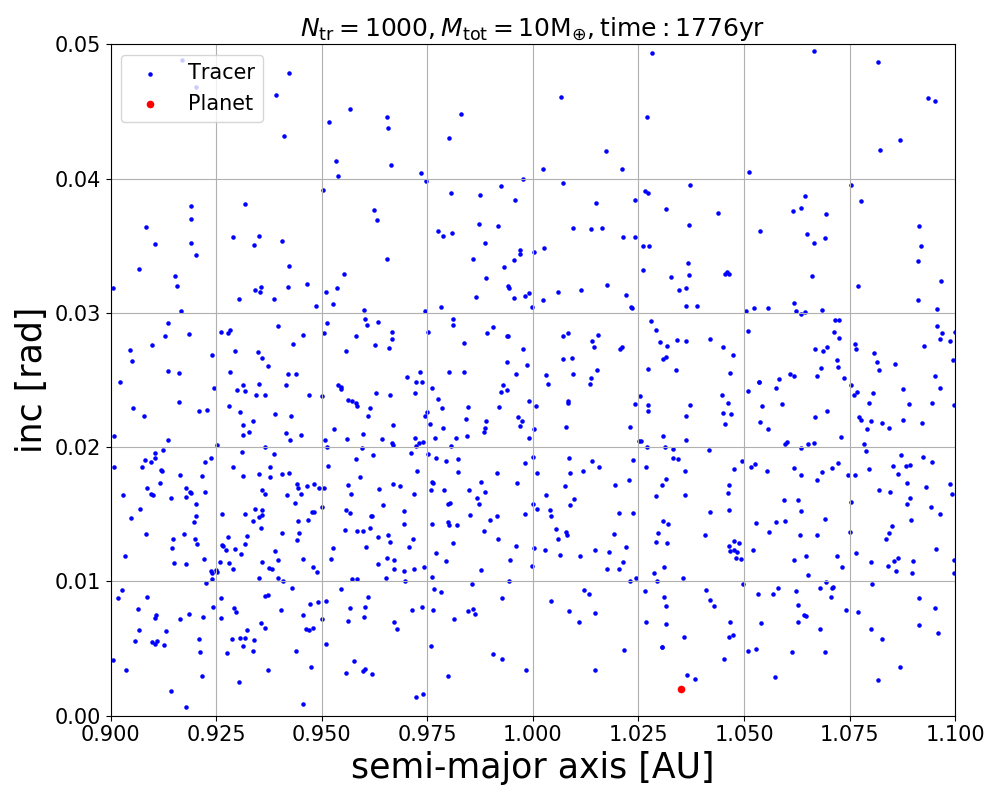 N_tr = 1000, M_tot = 10M_⊕, time : 1776yr
Tracer
Planet
0.05
0.04
0.03
0.02
0.01
0.00
inc [rad]
0.900 0.925 0.950 0.975 1.000 1.025 1.050 1.075 1.100
semi-major axis [AU]